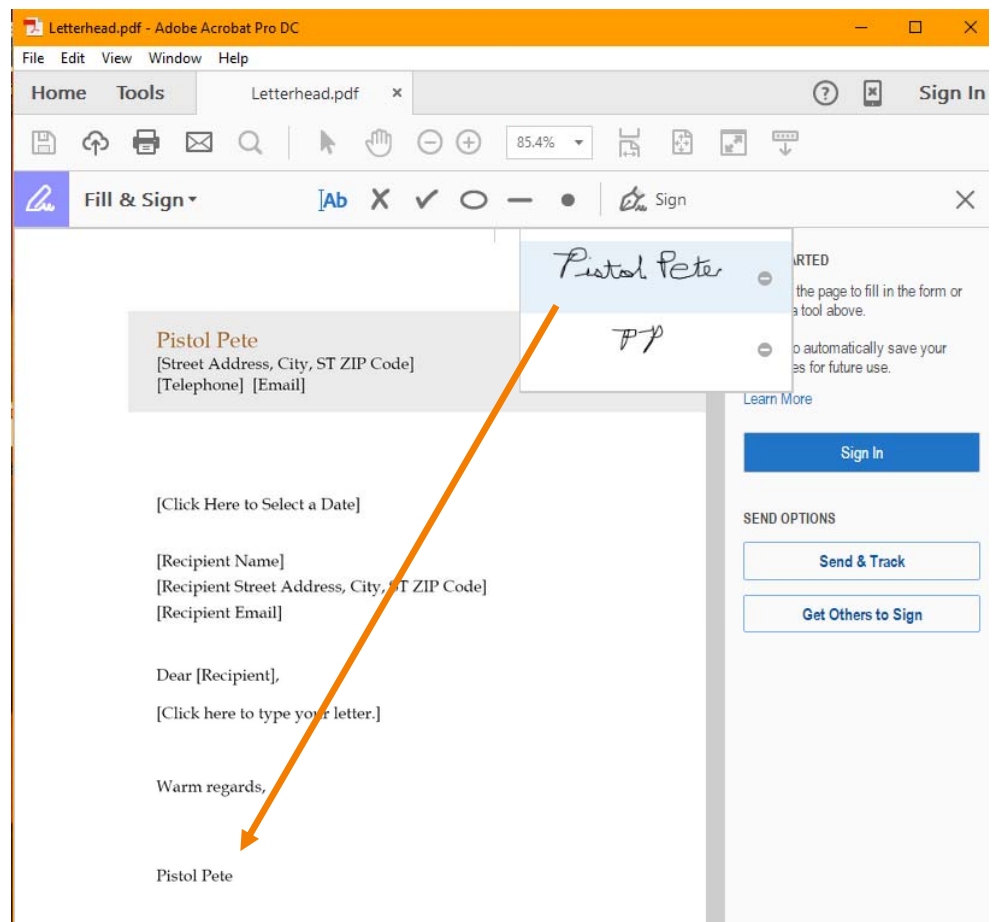 Letterhead.pdf - Adobe Acrobat Pro DC
File Edit View Window Help
Home Tools Letterhead.pdf × ? Sign In
85.4%
Fill & Sign Ab Sign
Pistol Pete
PP
RTED
the page to fill in the form or
a tool above.
o automatically save your
es for future use.
Learn More
Sign In
SEND OPTIONS
Send & Track
Get Others to Sign
Pistol Pete
[Street Address, City, ST ZIP Code]
[Telephone] [Email]
[Click Here to Select a Date]
[Recipient Name]
[Recipient Street Address, City, ST ZIP Code]
[Recipient Email]
Dear [Recipient],
[Click here to type your letter.]
Warm regards,
Pistol Pete